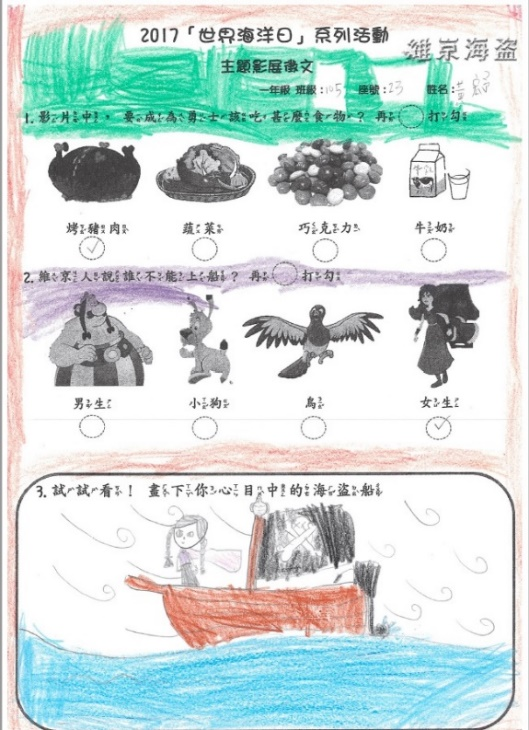 2017「世界海洋日」系列活動
維京海盜
主題影展徵文
一年級 班級：105 座號：23 姓名：黃
1. 影片中，要成為勇士該吃甚麼食物？ 再○打勾
烤豬肉 蔬菜 巧克力 牛奶
2. 維京人說誰不能上船？ 再○打勾
男生 小狗 鳥 女生
3. 試試看！ 畫下你心目中的海盜船